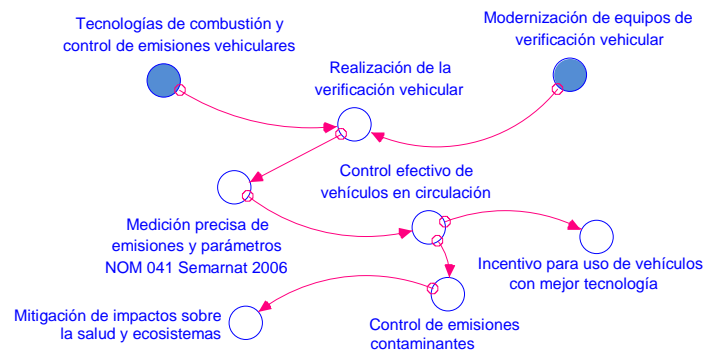 Tecnologías de combustión y
control de emisiones vehiculares
Modernización de equipos de
verificación vehicular
Realización de la
verificación vehicular
Control efectivo de
vehículos en circulación
Medición precisa de
emisiones y parámetros
NOM 041 Semarnat 2006
Incentivo para uso de vehículos
con mejor tecnología
Mitigación de impactos sobre
la salud y ecosistemas
Control de emisiones
contaminantes